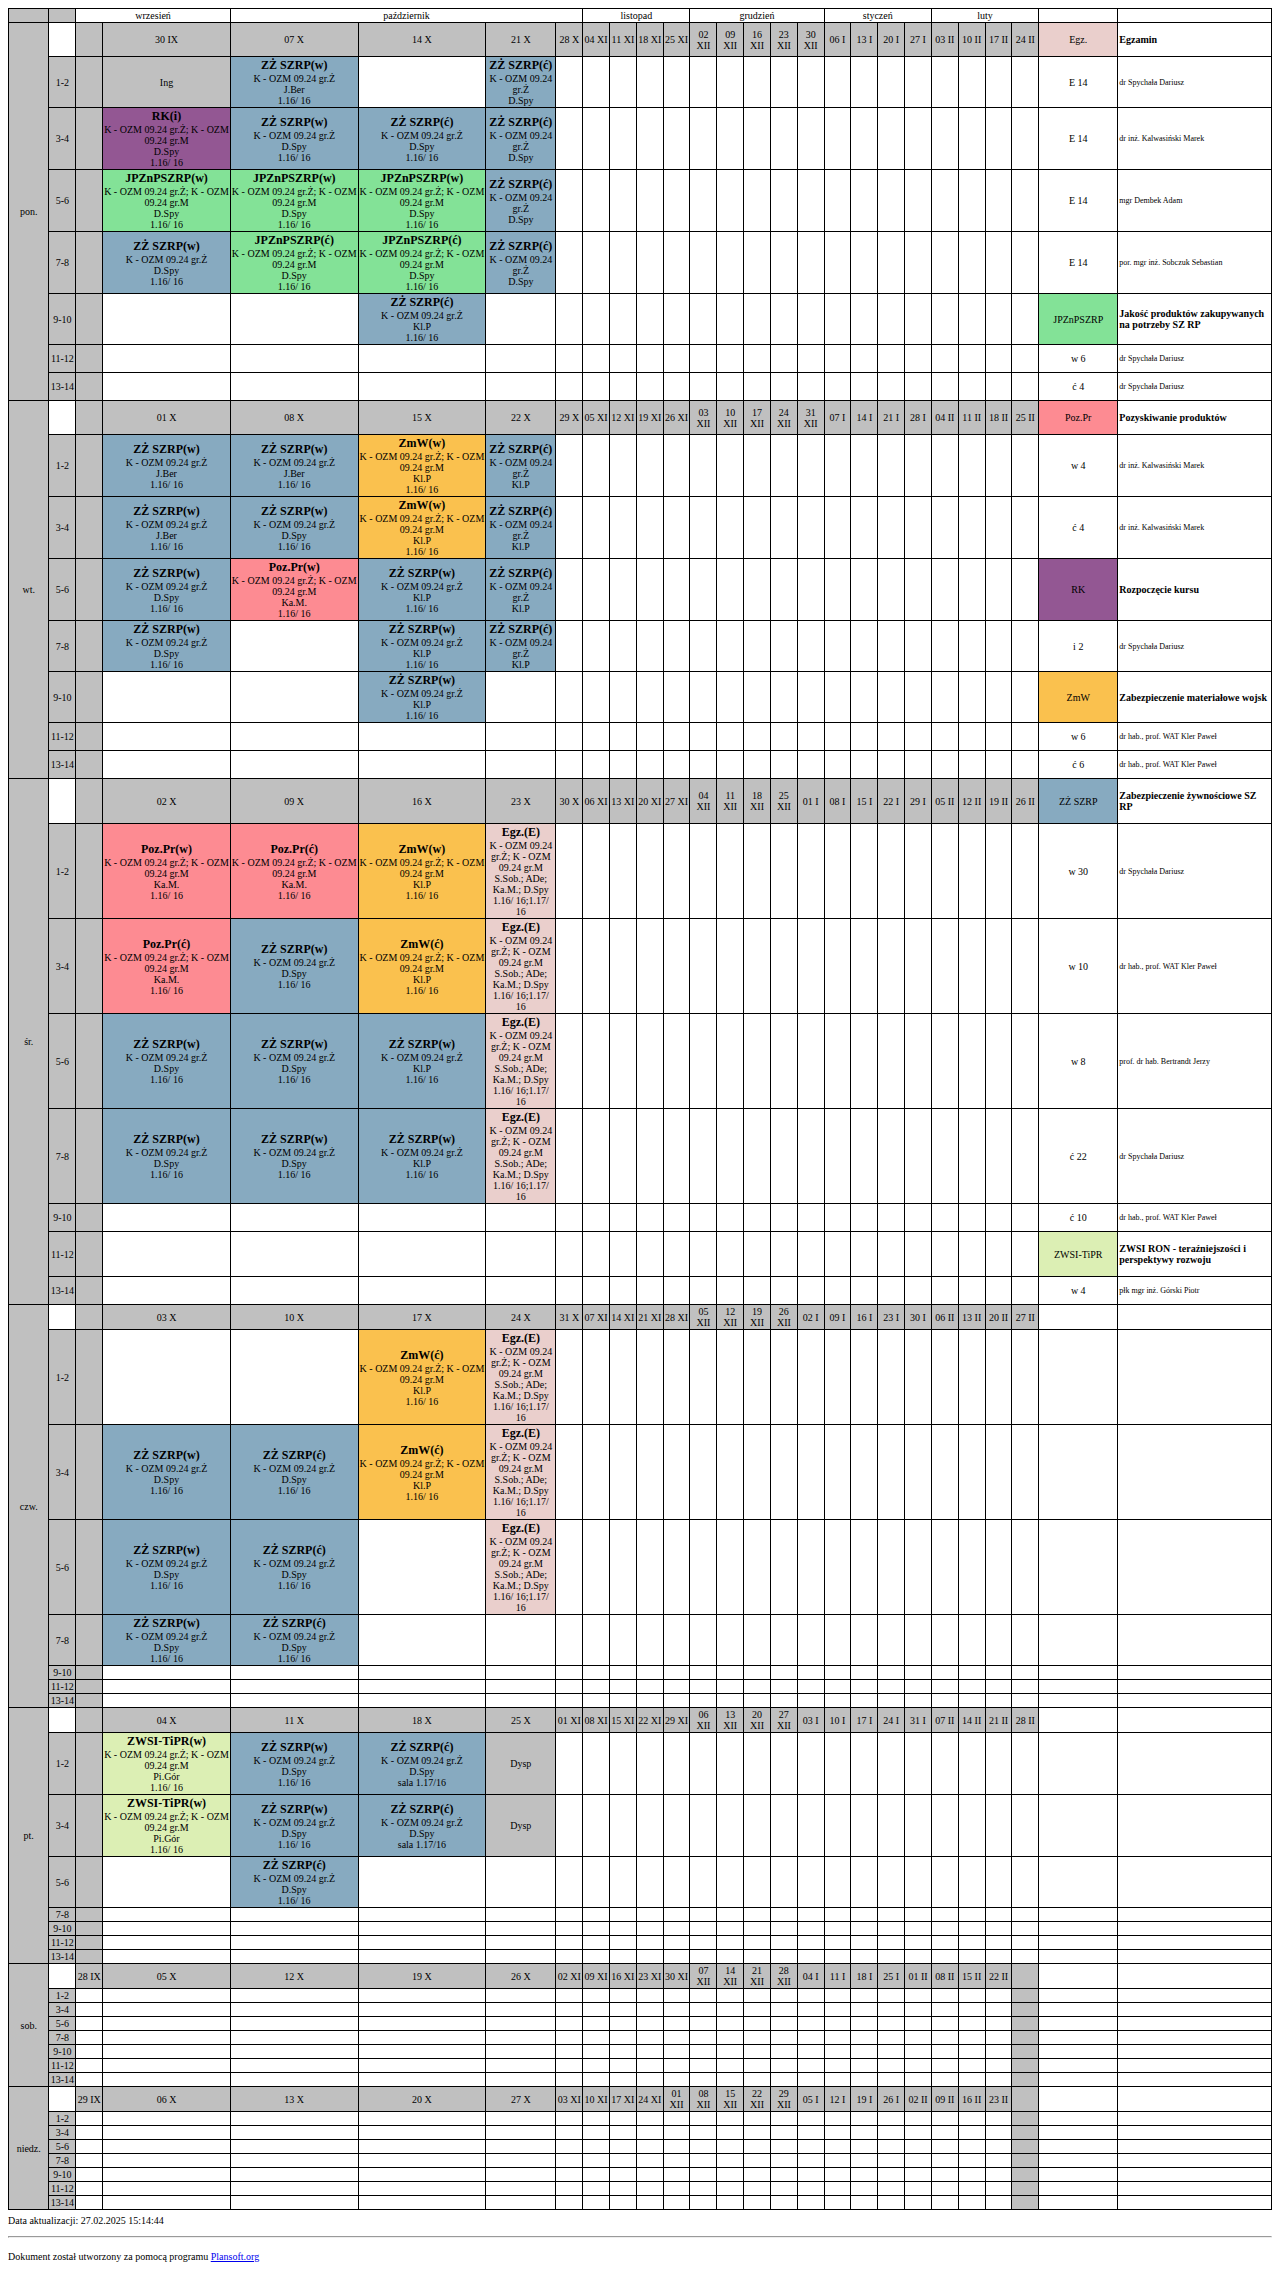 wrzesień październik listopad grudzień styczeń luty
pon. 30 IX 07 X 14 X 21 X 28 X 04 XI 11 XI 18 XI 25 XI 02 XII 09 XII 16 XII 23 XII 30 XII 06 I 13 I 20 I 27 I 03 II 10 II 17 II 24 II Egz. Egzamin
1-2 Ing
ZŻ SZRP(w) K - OZM 09.24 gr.Ż J.Ber 1.16/ 16
ZŻ SZRP(ć) K - OZM 09.24 gr.Ż D.Spy
E 14 dr Spychała Dariusz
3-4 RK(i) K - OZM 09.24 gr.Ż; K - OZM 09.24 gr.M D.Spy 1.16/ 16
ZŻ SZRP(w) K - OZM 09.24 gr.Ż J.Ber 1.16/ 16
ZŻ SZRP(ć) K - OZM 09.24 gr.Ż D.Spy 1.16/ 16
ZŻ SZRP(ć) K - OZM 09.24 gr.Ż D.Spy
E 14 dr inż. Kalwasiński Marek
5-6 JPZnPSZRP(w) K - OZM 09.24 gr.Ż; K - OZM 09.24 gr.M D.Spy 1.16/ 16
JPZnPSZRP(w) K - OZM 09.24 gr.Ż; K - OZM 09.24 gr.M D.Spy 1.16/ 16
JPZnPSZRP(w) K - OZM 09.24 gr.Ż; K - OZM 09.24 gr.M D.Spy 1.16/ 16
ZŻ SZRP(ć) K - OZM 09.24 gr.Ż D.Spy
E 14 mgr Dembek Adam
7-8 ZŻ SZRP(w) K - OZM 09.24 gr.Ż D.Spy 1.16/ 16
JPZnPSZRP(ć) K - OZM 09.24 gr.Ż; K - OZM 09.24 gr.M D.Spy 1.16/ 16
JPZnPSZRP(ć) K - OZM 09.24 gr.Ż; K - OZM 09.24 gr.M D.Spy 1.16/ 16
ZŻ SZRP(ć) K - OZM 09.24 gr.Ż D.Spy
E 14 por. mgr inż. Sobczuk Sebastian
9-10 ZŻ SZRP(ć) K - OZM 09.24 gr.Ż Kl.P 1.16/ 16
JPZnPSZRP Jakość produktów zakupywanych na potrzeby SZ RP
11-12 w 6 dr Spychała Dariusz
13-14 ć 4 dr Spychała Dariusz
wt. 01 X 08 X 15 X 22 X 29 X 05 XI 12 XI 19 XI 26 XI 03 XII 10 XII 17 XII 24 XII 31 XII 07 I 14 I 21 I 28 I 04 II 11 II 18 II 25 II Poz.Pr Pozyskiwanie produktów
1-2 ZŻ SZRP(w) K - OZM 09.24 gr.Ż J.Ber 1.16/ 16
ZŻ SZRP(w) K - OZM 09.24 gr.Ż J.Ber 1.16/ 16
ZmW(w) K - OZM 09.24 gr.Ż; K - OZM 09.24 gr.M Kl.P 1.16/ 16
ZŻ SZRP(ć) K - OZM 09.24 gr.Ż Kl.P
w 4 dr inż. Kalwasiński Marek
3-4 ZŻ SZRP(w) K - OZM 09.24 gr.Ż J.Ber 1.16/ 16
ZŻ SZRP(w) K - OZM 09.24 gr.Ż D.Spy 1.16/ 16
ZmW(w) K - OZM 09.24 gr.Ż; K - OZM 09.24 gr.M Kl.P 1.16/ 16
ZŻ SZRP(ć) K - OZM 09.24 gr.Ż Kl.P
ć 4 dr inż. Kalwasiński Marek
5-6 ZŻ SZRP(w) K - OZM 09.24 gr.Ż D.Spy 1.16/ 16
Poz.Pr(w) K - OZM 09.24 gr.Ż; K - OZM 09.24 gr.M Ka.M. 1.16/ 16
ZŻ SZRP(w) K - OZM 09.24 gr.Ż Kl.P 1.16/ 16
ZŻ SZRP(ć) K - OZM 09.24 gr.Ż Kl.P
RK Rozpoczęcie kursu
7-8 ZŻ SZRP(w) K - OZM 09.24 gr.Ż D.Spy 1.16/ 16
ZŻ SZRP(w) K - OZM 09.24 gr.Ż Kl.P 1.16/ 16
ZŻ SZRP(ć) K - OZM 09.24 gr.Ż Kl.P
i 2 dr Spychała Dariusz
9-10 ZŻ SZRP(w) K - OZM 09.24 gr.Ż Kl.P 1.16/ 16
ZmW Zabezpieczenie materiałowe wojsk
11-12 w 6 dr hab., prof. WAT Kler Paweł
13-14 ć 6 dr hab., prof. WAT Kler Paweł
śr. 02 X 09 X 16 X 23 X 30 X 06 XI 13 XI 20 XI 27 XI 04 XII 11 XII 18 XII 25 XII 01 I 08 I 15 I 22 I 29 I 05 II 12 II 19 II 26 II ZŻ SZRP Zabezpieczenie żywnościowe SZ RP
1-2 Poz.Pr(w) K - OZM 09.24 gr.Ż; K - OZM 09.24 gr.M Ka.M. 1.16/ 16
Poz.Pr(ć) K - OZM 09.24 gr.Ż; K - OZM 09.24 gr.M Ka.M. 1.16/ 16
ZmW(w) K - OZM 09.24 gr.Ż; K - OZM 09.24 gr.M Kl.P 1.16/ 16
Egz.(E) K - OZM 09.24 gr.Ż; K - OZM 09.24 gr.M S.Sob.; ADe; Ka.M.; D.Spy 1.16/ 16;1.17/ 16
w 30 dr Spychała Dariusz
3-4 Poz.Pr(ć) K - OZM 09.24 gr.Ż; K - OZM 09.24 gr.M Ka.M. 1.16/ 16
ZŻ SZRP(w) K - OZM 09.24 gr.Ż D.Spy 1.16/ 16
ZmW(ć) K - OZM 09.24 gr.Ż; K - OZM 09.24 gr.M Kl.P 1.16/ 16
Egz.(E) K - OZM 09.24 gr.Ż; K - OZM 09.24 gr.M S.Sob.; ADe; Ka.M.; D.Spy 1.16/ 16;1.17/ 16
w 10 dr hab., prof. WAT Kler Paweł
5-6 ZŻ SZRP(w) K - OZM 09.24 gr.Ż D.Spy 1.16/ 16
ZŻ SZRP(w) K - OZM 09.24 gr.Ż D.Spy 1.16/ 16
ZŻ SZRP(w) K - OZM 09.24 gr.Ż Kl.P 1.16/ 16
Egz.(E) K - OZM 09.24 gr.Ż; K - OZM 09.24 gr.M S.Sob.; ADe; Ka.M.; D.Spy 1.16/ 16;1.17/ 16
w 8 prof. dr hab. Bertrandt Jerzy
7-8 ZŻ SZRP(w) K - OZM 09.24 gr.Ż D.Spy 1.16/ 16
ZŻ SZRP(w) K - OZM 09.24 gr.Ż D.Spy 1.16/ 16
ZŻ SZRP(w) K - OZM 09.24 gr.Ż Kl.P 1.16/ 16
Egz.(E) K - OZM 09.24 gr.Ż; K - OZM 09.24 gr.M S.Sob.; ADe; Ka.M.; D.Spy 1.16/ 16;1.17/ 16
ć 22 dr Spychała Dariusz
9-10 ć 10 dr hab., prof. WAT Kler Paweł
11-12 ZWSI-TiPR ZWSI RON - teraźniejszości i perspektywy rozwoju
13-14 w 4 płk mgr inż. Górski Piotr
czw. 03 X 10 X 17 X 24 X 31 X 07 XI 14 XI 21 XI 28 XI 05 XII 12 XII 19 XII 26 XII 02 I 09 I 16 I 23 I 30 I 06 II 13 II 20 II 27 II
1-2 ZmW(ć) K - OZM 09.24 gr.Ż; K - OZM 09.24 gr.M Kl.P 1.16/ 16
Egz.(E) K - OZM 09.24 gr.Ż; K - OZM 09.24 gr.M S.Sob.; ADe; Ka.M.; D.Spy 1.16/ 16;1.17/ 16
3-4 ZŻ SZRP(w) K - OZM 09.24 gr.Ż D.Spy 1.16/ 16
ZŻ SZRP(ć) K - OZM 09.24 gr.Ż D.Spy 1.16/ 16
ZmW(ć) K - OZM 09.24 gr.Ż; K - OZM 09.24 gr.M Kl.P 1.16/ 16
Egz.(E) K - OZM 09.24 gr.Ż; K - OZM 09.24 gr.M S.Sob.; ADe; Ka.M.; D.Spy 1.16/ 16;1.17/ 16
5-6 ZŻ SZRP(w) K - OZM 09.24 gr.Ż D.Spy 1.16/ 16
ZŻ SZRP(ć) K - OZM 09.24 gr.Ż D.Spy 1.16/ 16
Egz.(E) K - OZM 09.24 gr.Ż; K - OZM 09.24 gr.M S.Sob.; ADe; Ka.M.; D.Spy 1.16/ 16;1.17/ 16
7-8 ZŻ SZRP(w) K - OZM 09.24 gr.Ż D.Spy 1.16/ 16
ZŻ SZRP(ć) K - OZM 09.24 gr.Ż D.Spy 1.16/ 16
9-10
11-12
13-14
pt. 04 X 11 X 18 X 25 X 01 XI 08 XI 15 XI 22 XI 29 XI 06 XII 13 XII 20 XII 27 XII 03 I 10 I 17 I 24 I 31 I 07 II 14 II 21 II 28 II
1-2 ZWSI-TiPR(w) K - OZM 09.24 gr.Ż; K - OZM 09.24 gr.M Pi.Gór 1.16/ 16
ZŻ SZRP(w) K - OZM 09.24 gr.Ż D.Spy 1.16/ 16
ZŻ SZRP(ć) K - OZM 09.24 gr.Ż D.Spy sala 1.17/16
Dysp
3-4 ZWSI-TiPR(w) K - OZM 09.24 gr.Ż; K - OZM 09.24 gr.M Pi.Gór 1.16/ 16
ZŻ SZRP(w) K - OZM 09.24 gr.Ż D.Spy 1.16/ 16
ZŻ SZRP(ć) K - OZM 09.24 gr.Ż D.Spy sala 1.17/16
Dysp
5-6 ZŻ SZRP(ć) K - OZM 09.24 gr.Ż D.Spy 1.16/ 16
7-8
9-10
11-12
13-14
sob. 28 IX 05 X 12 X 19 X 26 X 02 XI 09 XI 16 XI 23 XI 30 XI 07 XII 14 XII 21 XII 28 XII 04 I 11 I 18 I 25 I 01 II 08 II 15 II 22 II
1-2
3-4
5-6
7-8
9-10
11-12
13-14
niedz. 29 IX 06 X 13 X 20 X 27 X 03 XI 10 XI 17 XI 24 XI 01 XII 08 XII 15 XII 22 XII 29 XII 05 I 12 I 19 I 26 I 02 II 09 II 16 II 23 II
1-2
3-4
5-6
7-8
9-10
11-12
13-14
Data aktualizacji: 27.02.2025 15:14:44
Dokument został utworzony za pomocą programu Plansoft.org